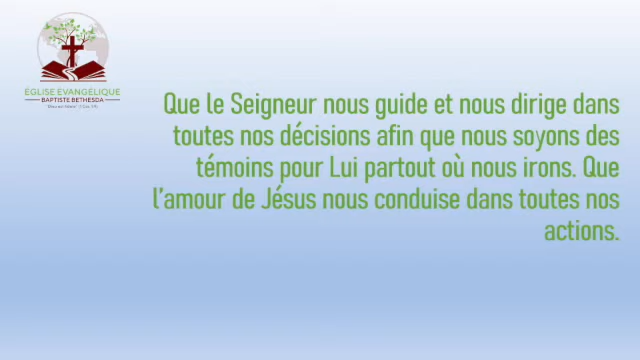 ÉGLISE EVANGÉLIQUE
BAPTISTE BETHESDA
Que le Seigneur nous guide et nous dirige dans
toutes nos décisions afin que nous soyons des
témoins pour Lui partout où nous irons. Que
l'amour de Jésus nous conduise dans toutes nos
actions.